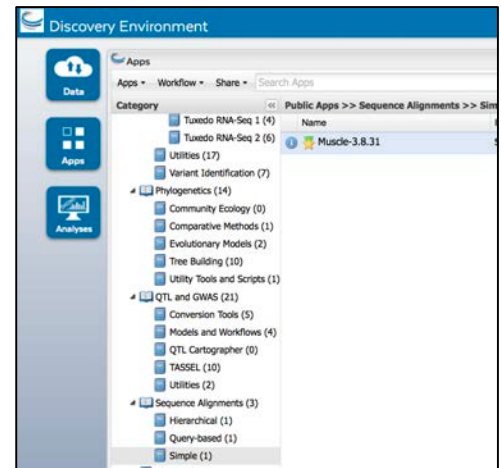 Discovery Environment
Data
Apps
Analyses
Apps
Apps Workflow Share Search Apps
Category Public Apps >> Sequence Alignments >> Sim
Name
Tuxedo RNA-Seq 1 (4)
Tuxedo RNA-Seq 2 (6)
Muscle-3.8.31
Utilities (17)
Variant Identification (7)
Phylogenetics (14)
Community Ecology (0)
Comparative Methods (1)
Evolutionary Models (2)
Tree Building (10)
Utility Tools and Scripts (1)
QTL and GWAS (21)
Conversion Tools (5)
Models and Workflows (4)
QTL Cartographer (0)
TASSEL (10)
Utilities (2)
Sequence Alignments (3)
Hierarchical (1)
Query-based (1)
Simple (1)